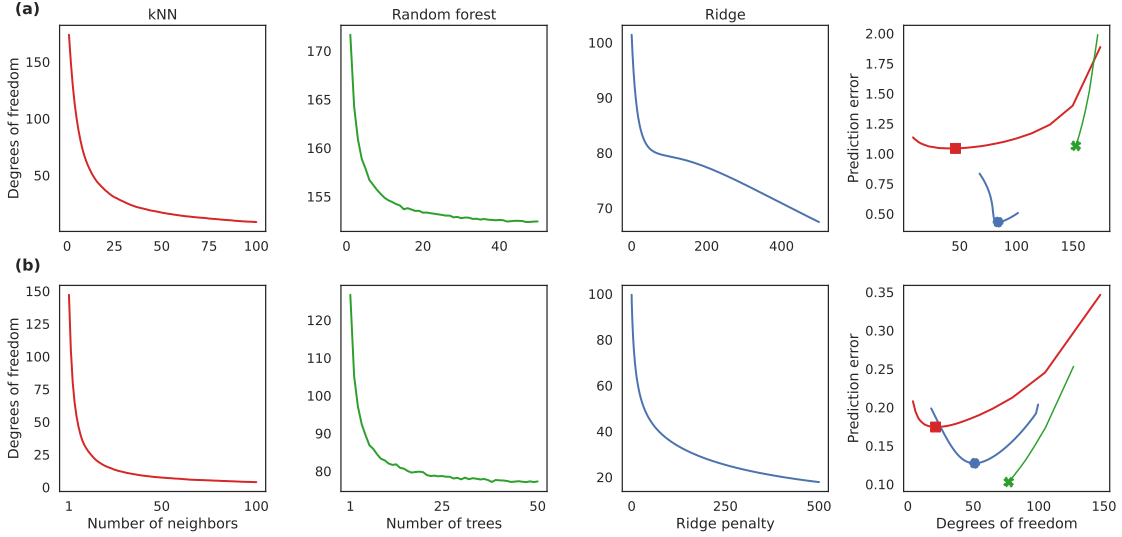 (a)
kNN
Random forest
Ridge
Degrees of freedom
150
100
50
0 25 50 75 100
170
165
160
155
0 20 40
100
90
80
70
0 200 400
Prediction error
2.00
1.75
1.50
1.25
1.00
0.75
0.50
50 100 150
(b)
Degrees of freedom
150
125
100
75
50
25
0
1 50 100
Number of neighbors
120
110
100
90
80
1 25 50
Number of trees
100
80
60
40
20
0 250 500
Ridge penalty
Prediction error
0.35
0.30
0.25
0.20
0.15
0.10
0 50 100 150
Degrees of freedom